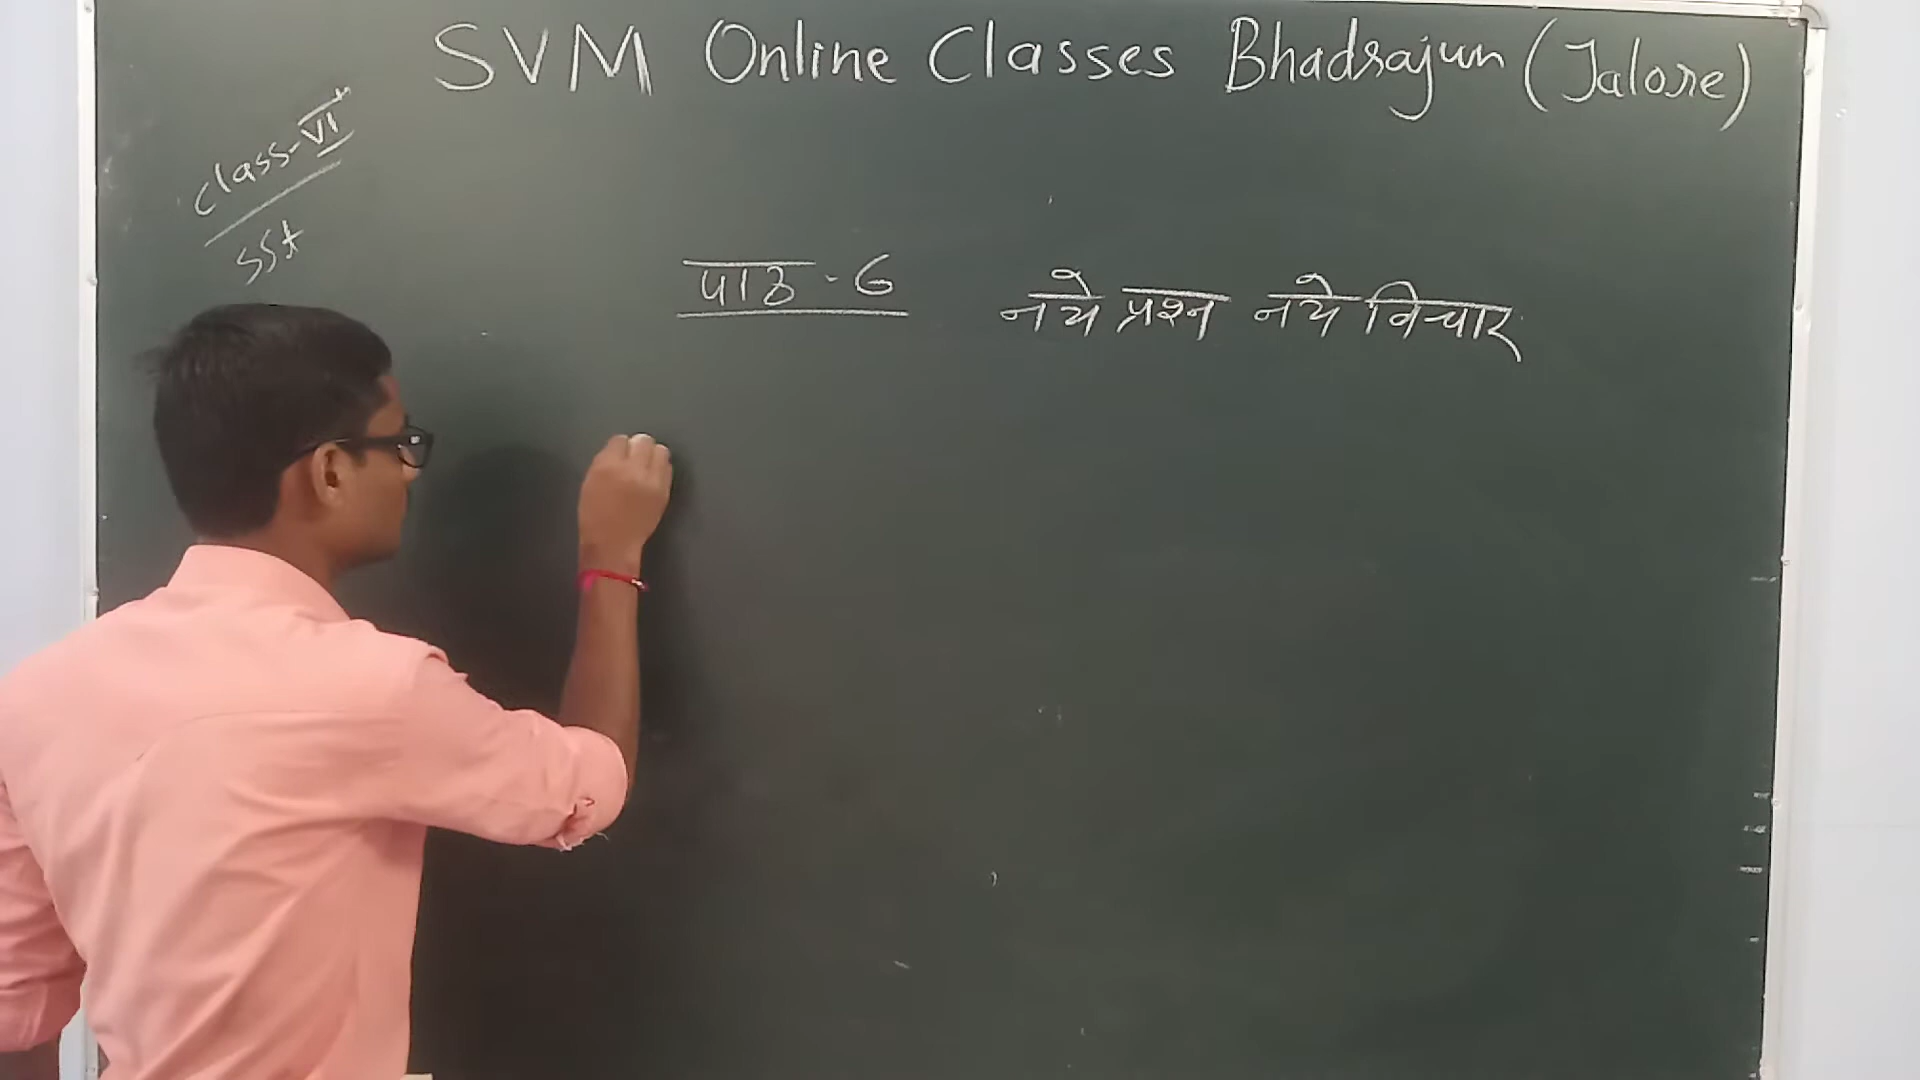 SVM Online Classes Bhadrajun (Jalore)
Class-VI
SSt
पाठ - 6 नये प्रश्न नये विचार